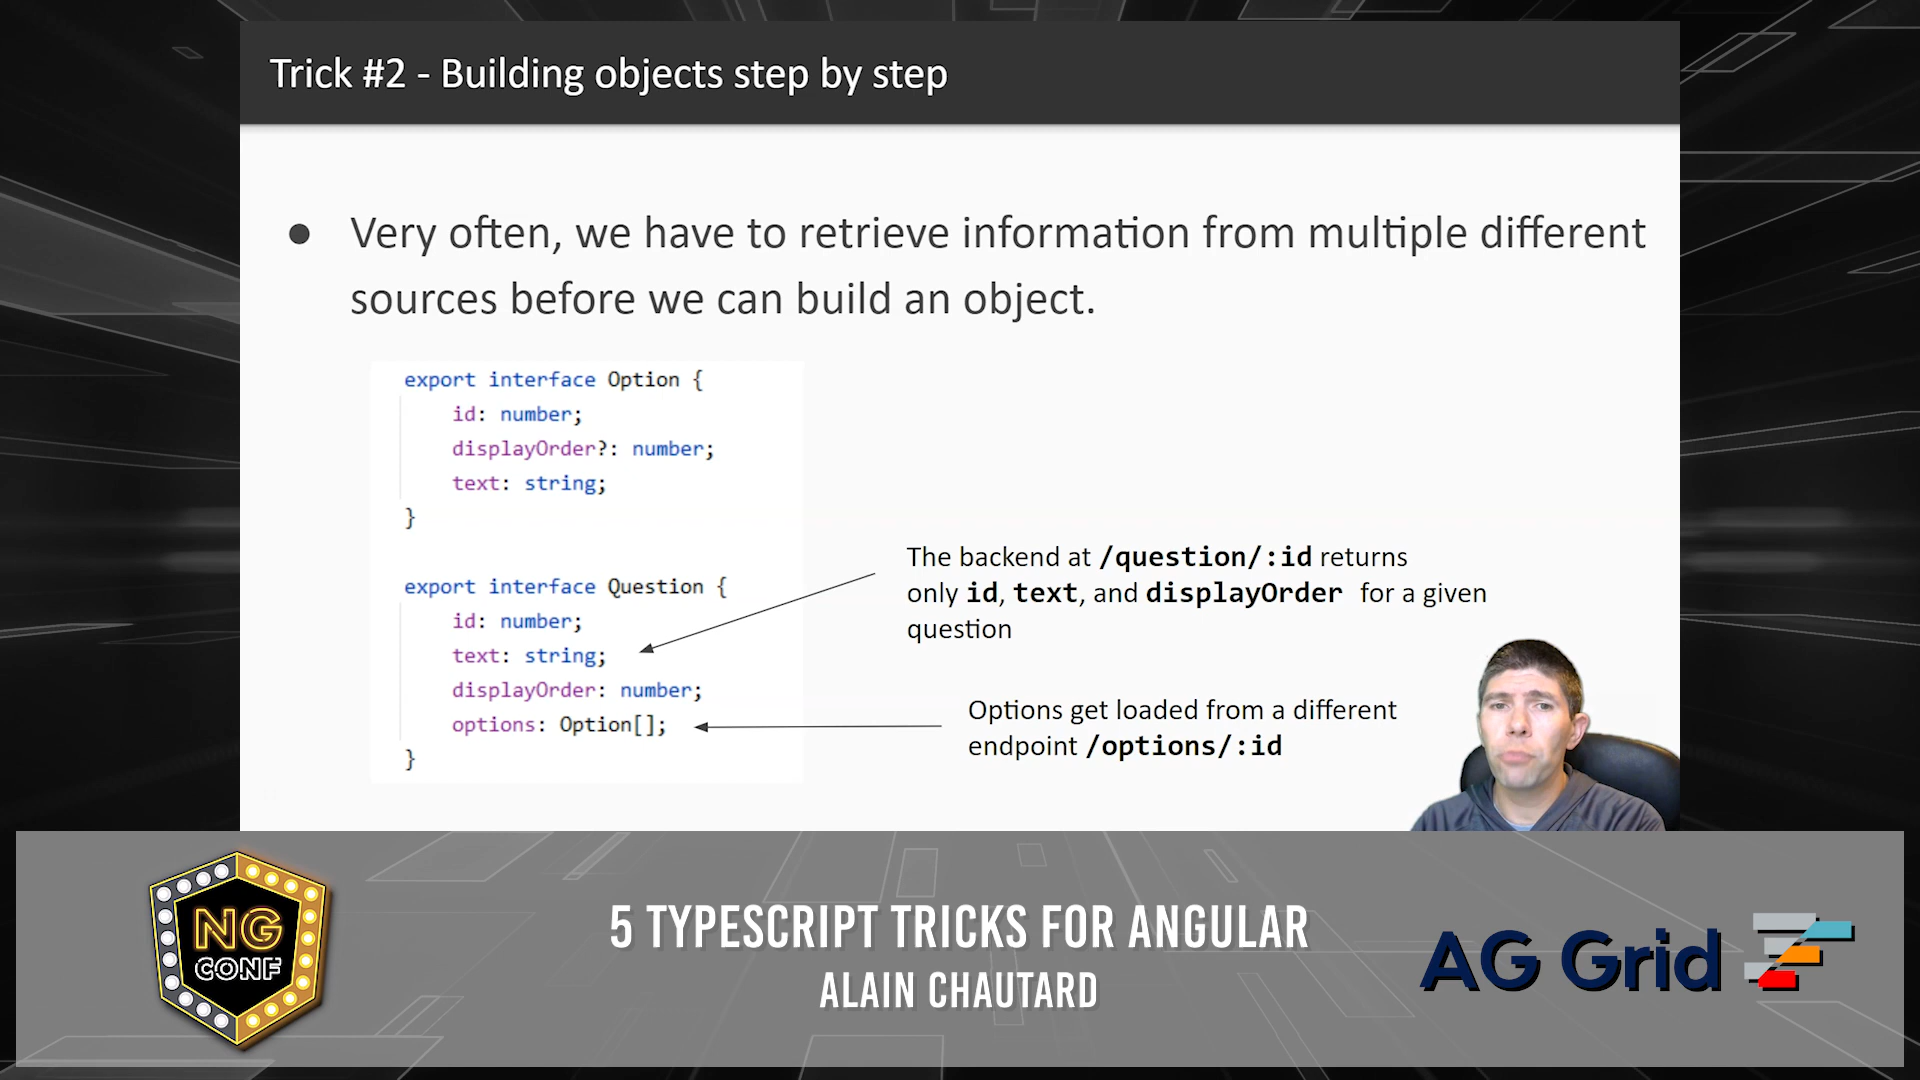 Trick #2 - Building objects step by step
● Very often, we have to retrieve information from multiple different
sources before we can build an object.
export interface Option {
id: number;
displayOrder?: number;
text: string;
}
export interface Question {
id: number;
text: string;
displayOrder: number;
options: Option[];
}
The backend at /question/:id returns
only id, text, and displayOrder for a given
question
Options get loaded from a different
endpoint /options/:id
NG
CONF
5 TYPESCRIPT TRICKS FOR ANGULAR
ALAIN CHAUTARD
AG Grid